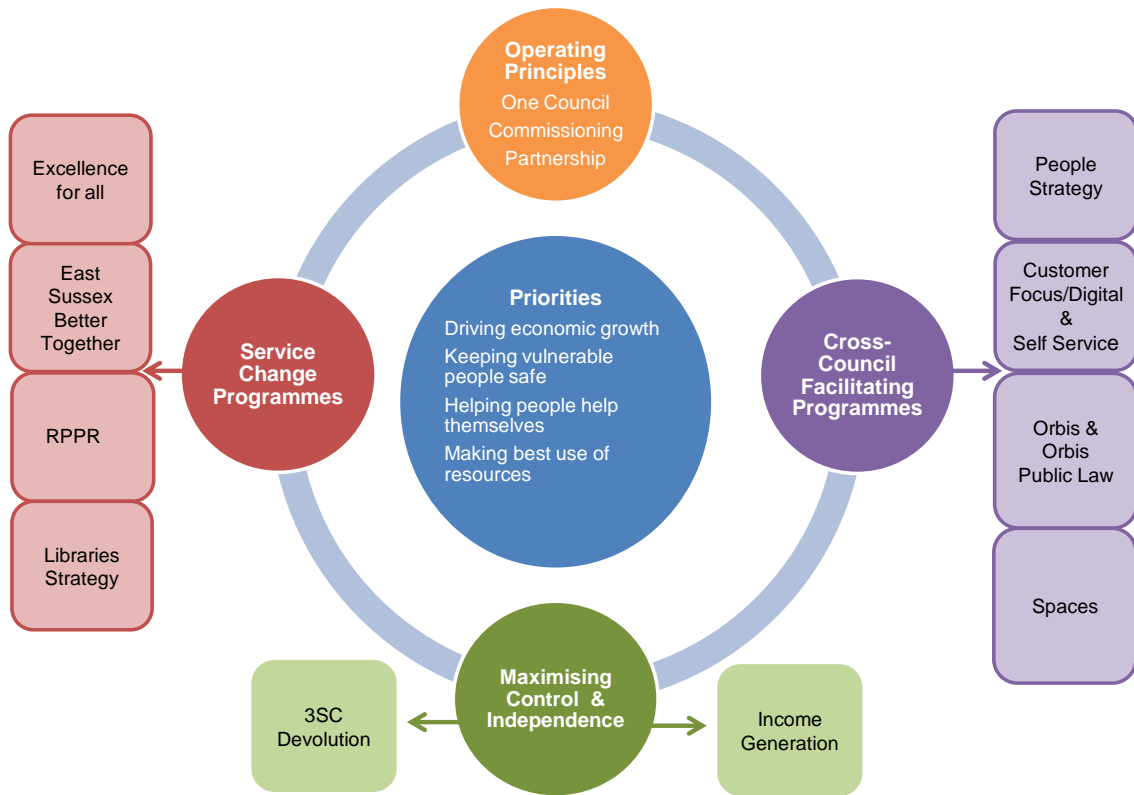 Operating
Principles
One Council
Commissioning
Partnership
Excellence
for all
East
Sussex
Better
Together
RPPR
Libraries
Strategy
Service
Change
Programmes
Priorities
Driving economic growth
Keeping vulnerable
people safe
Helping people help
themselves
Making best use of
resources
Cross-
Council
Facilitating
Programmes
People
Strategy
Customer
Focus/Digital
&
Self Service
Orbis &
Orbis
Public Law
Spaces
Maximising
Control &
Independence
3SC
Devolution
Income
Generation